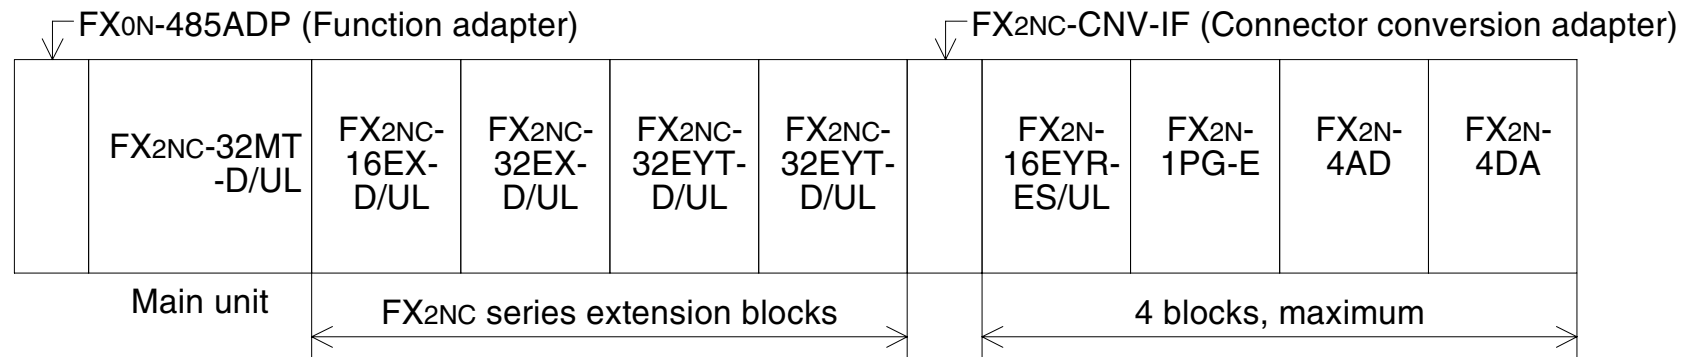 FX0N-485ADP (Function adapter)
FX2NC-CNV-IF (Connector conversion adapter)
FX2NC-32MT
-D/UL
FX2NC-
16EX-
D/UL
FX2NC-
32EX-
D/UL
FX2NC-
32EYT-
D/UL
FX2NC-
32EYT-
D/UL
FX2N-
16EYR-
ES/UL
FX2N-
1PG-E
FX2N-
4AD
FX2N-
4DA
Main unit
FX2NC series extension blocks
4 blocks, maximum